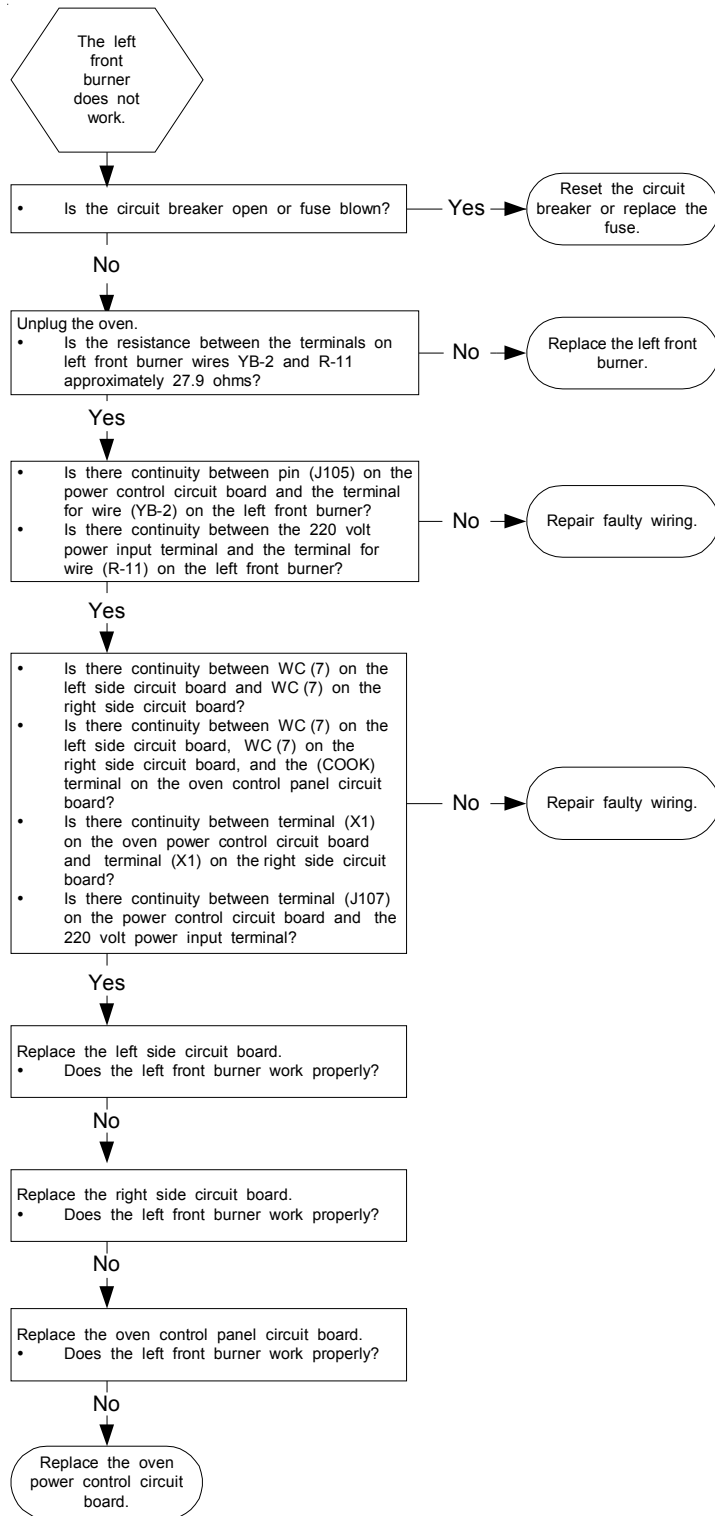 The left
front
burner
does not
work.
• Is the circuit breaker open or fuse blown?
Yes
Reset the circuit
breaker or replace the
fuse.
No
Unplug the oven.
• Is the resistance between the terminals on
left front burner wires YB-2 and R-11
approximately 27.9 ohms?
No
Replace the left front
burner.
Yes
• Is there continuity between pin (J105) on the
power control circuit board and the terminal
for wire (YB-2) on the left front burner?
• Is there continuity between the 220 volt
power input terminal and the terminal for
wire (R-11) on the left front burner?
No
Repair faulty wiring.
Yes
• Is there continuity between WC (7) on the
left side circuit board and WC (7) on the
right side circuit board?
• Is there continuity between WC (7) on the
left side circuit board, WC (7) on the
right side circuit board, and the (COOK)
terminal on the oven control panel circuit
board?
• Is there continuity between terminal (X1)
on the oven power control circuit board
and terminal (X1) on the right side circuit
board?
• Is there continuity between terminal (J107)
on the power control circuit board and the
220 volt power input terminal?
No
Repair faulty wiring.
Yes
Replace the left side circuit board.
• Does the left front burner work properly?
No
Replace the right side circuit board.
• Does the left front burner work properly?
No
Replace the oven control panel circuit board.
• Does the left front burner work properly?
No
Replace the oven
power control circuit
board.